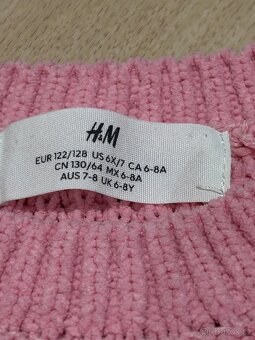 H&M
EUR 122/128 US 6X/7 CA 6-8A
CN 130/64 MX 6-8A
AUS 7-8 UK 6-8Y